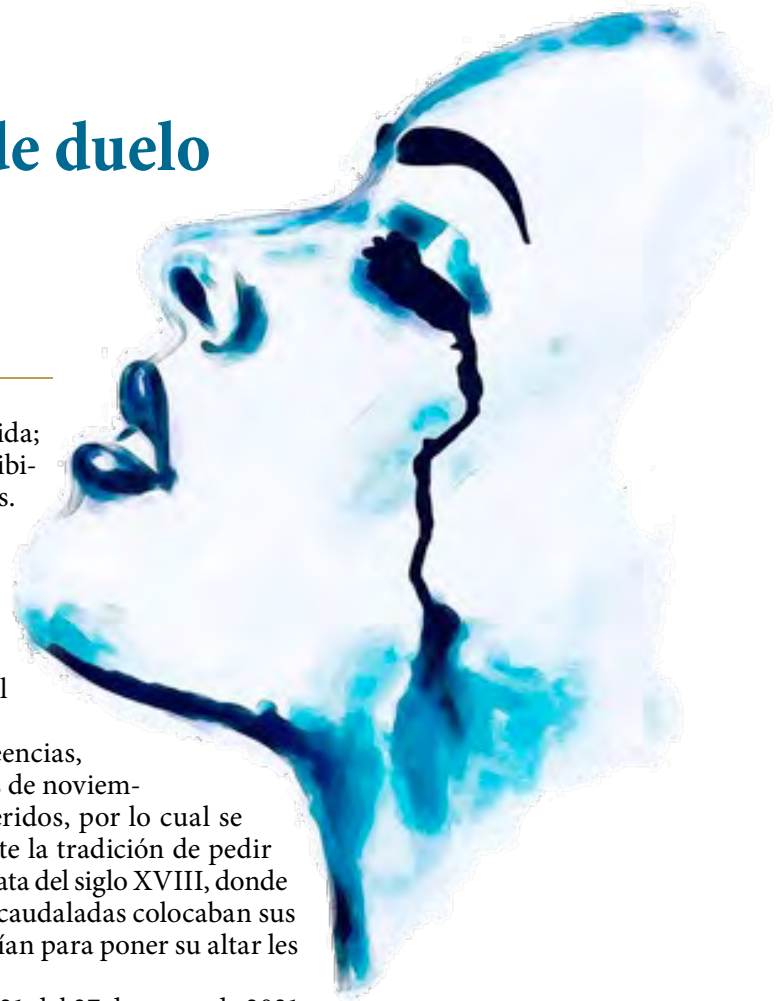 de duelo
ida;
ibi-
s.
l
eencias,
de noviem-
eridos, por lo cual se
te la tradición de pedir
ata del siglo XVIII, donde
caudaladas colocaban sus
ían para poner su altar les